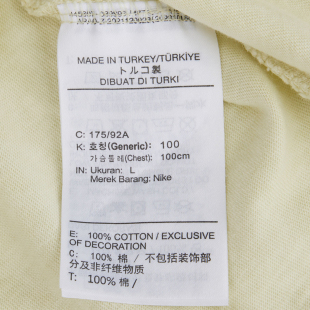 MADE IN TURKEY/TÜRKİYE
トルコ製
DIBUAT DI TURKI
C: 175/92A
K: 호칭(Generic): 100
가슴둘레(Chest): 100cm
IN: Ukuran: L
Merek Barang: Nike
E: 100% COTTON / EXCLUSIVE
OF DECORATION
C: 100% 棉 / 不包括装饰部
分及非纤维物质
T: 100% 棉 /